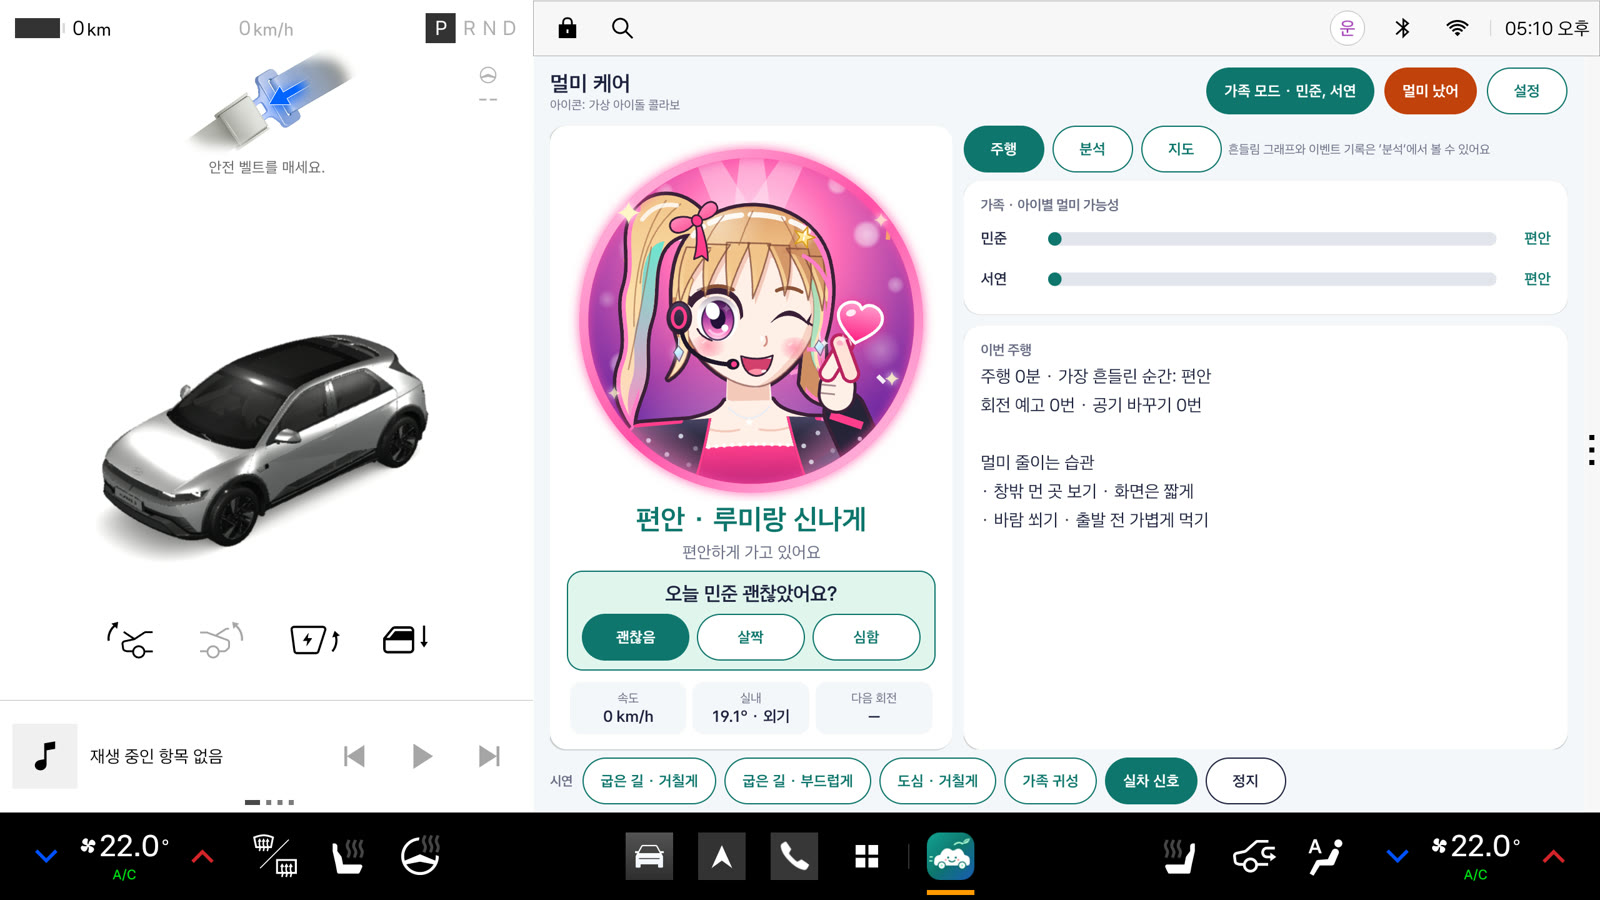 0 km
0 km/h
P R N D
--
안전 벨트를 매세요.
재생 중인 항목 없음
운
05:10 오후
멀미 케어
아이콘: 가상 아이돌 콜라보
가족 모드 · 민준, 서연
멀미 났어
설정
편안 · 루미랑 신나게
편안하게 가고 있어요
오늘 민준 괜찮았어요?
괜찮음
살짝
심함
속도
0 km/h
실내
19.1° · 외기
다음 회전
—
주행
분석
지도
흔들림 그래프와 이벤트 기록은 '분석'에서 볼 수 있어요
가족 · 아이별 멀미 가능성
민준
편안
서연
편안
이번 주행
주행 0분 · 가장 흔들린 순간: 편안
회전 예고 0번 · 공기 바꾸기 0번
멀미 줄이는 습관
· 창밖 먼 곳 보기 · 화면은 짧게
· 바람 쐬기 · 출발 전 가볍게 먹기
시연
굽은 길 · 거칠게
굽은 길 · 부드럽게
도심 · 거칠게
가족 귀성
실차 신호
정지
22.0°
A/C
A
22.0°
A/C